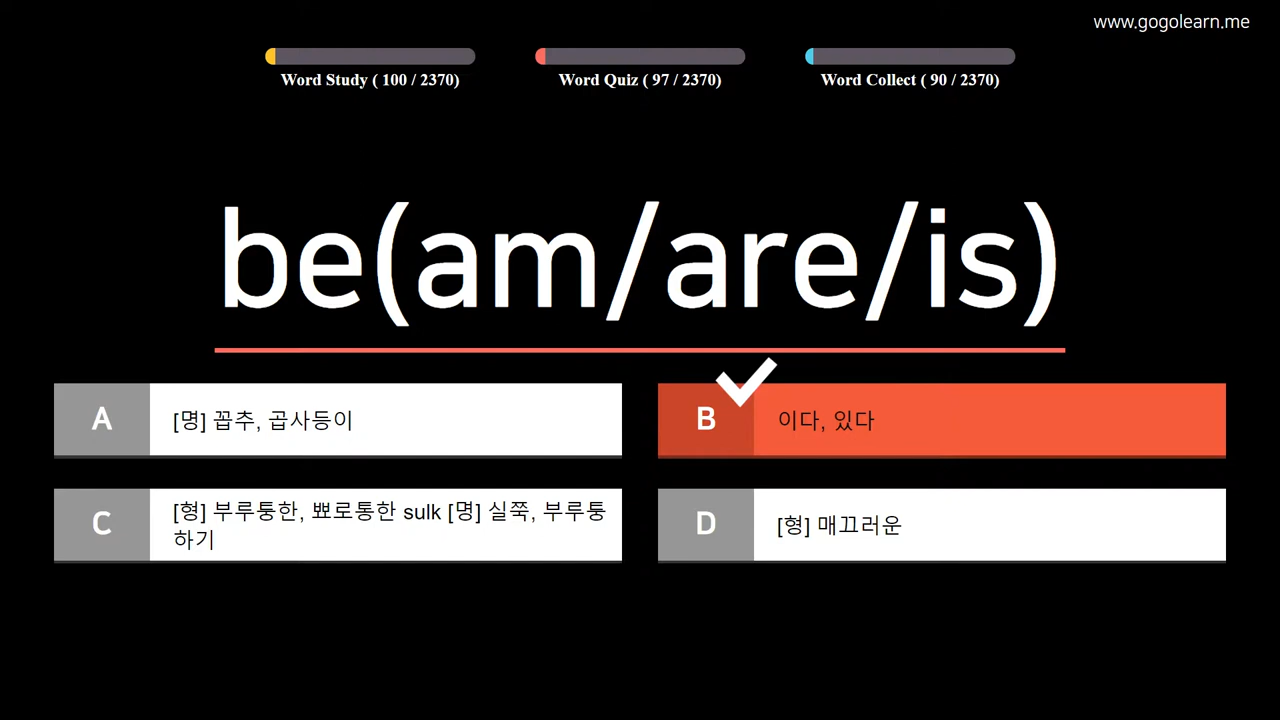 www.gogolearn.me
Word Study ( 100 / 2370)
Word Quiz ( 97 / 2370)
Word Collect ( 90 / 2370)
be(am/are/is)
A
[명] 꼽추, 곱사등이
B
이다, 있다
C
[형] 부루퉁한, 뾰로통한 sulk [명] 실쭉, 부루퉁
하기
D
[형] 매끄러운